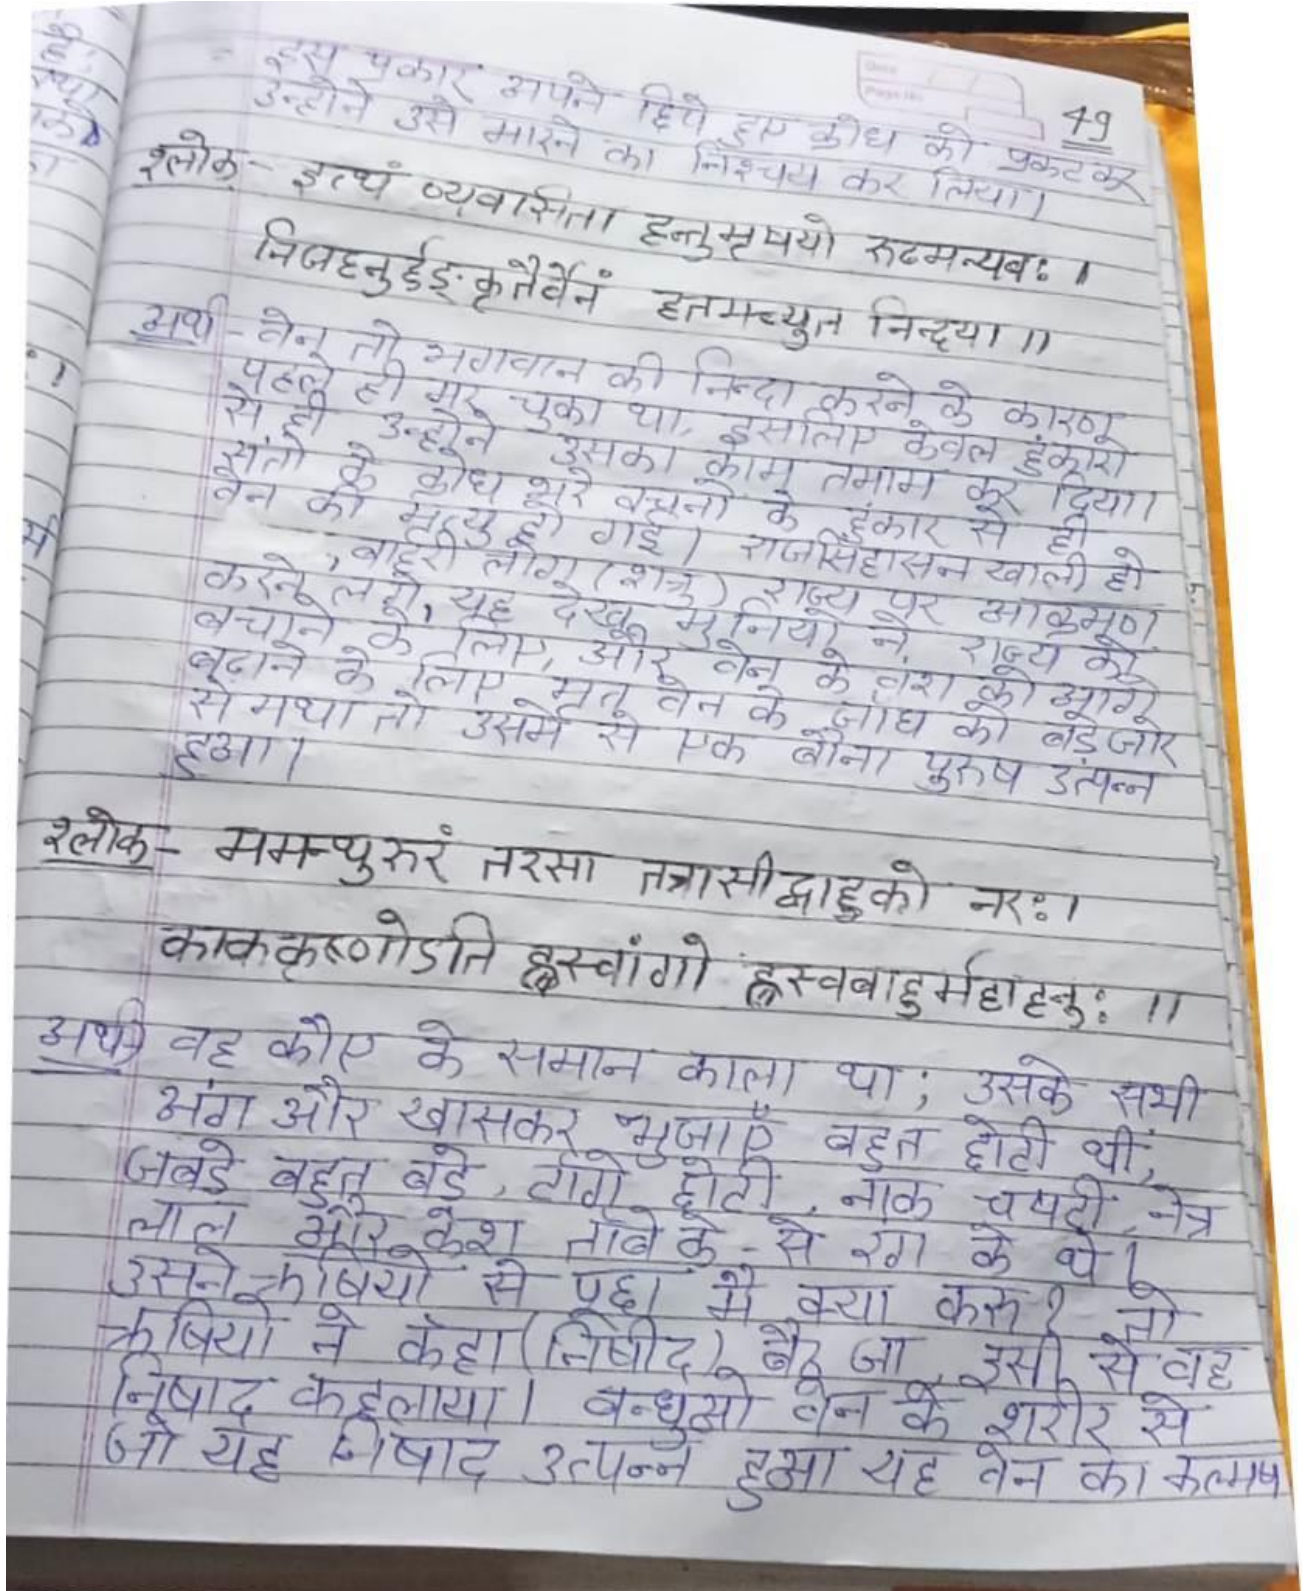 49
इस प्रकार अपने छिपे हुए क्रोध को प्रकट कर
उन्होंने उसे मारने का निश्चय कर लिया।
श्लोक - इत्थं व्यवसिता हन्तुमृषयो रूढमन्यवः।
निजहनुर्हुङ्कृतैर्वेनं हतमच्युत निन्दया॥
अर्थ - वेन तो भगवान की निन्दा करने के कारण
पहले ही मर चुका था, इसलिए केवल हुंकारो
से ही उन्होंने उसका काम तमाम कर दिया।
संतो के क्रोध भरे वचनो के हुंकार से ही
वेन की मृत्यु हो गई। राजसिंहासन खाली हो
, बाहरी लोग (शत्रु) राज्य पर आक्रमण
करने लगे, यह देख मुनियो ने राज्य को
बचाने के लिए, और वेन के वंश को आगे
बढाने के लिए मृत वेन के जाँघ को बडे जोर
से मथा तो उसमें से एक बौना पुरुष उत्पन्न
हुआ।
श्लोक - ममन्थुरुरं तरसा तत्रासीद्बाहुको नरः।
काककृष्णोऽति ह्रस्वांगो ह्रस्वबाहुर्महाहनुः॥
अर्थ वह कौए के समान काला था; उसके सभी
अंग और खासकर भुजाएँ बहुत छोटी थी,
जबडे बहुत बडे, टांगे छोटी, नाक चपटी, नेत्र
लाल और केश ताँबे के - से रंग के थे।
उसने ऋषियो से पूछा मै क्या करू? तो
ऋषियो ने कहा (निषीद) बैठ जा इसी से वह
निषाद कहलाया। बन्धुओ वेन के शरीर से
जो यह निषाद उत्पन्न हुआ यह वेन का कल्मष